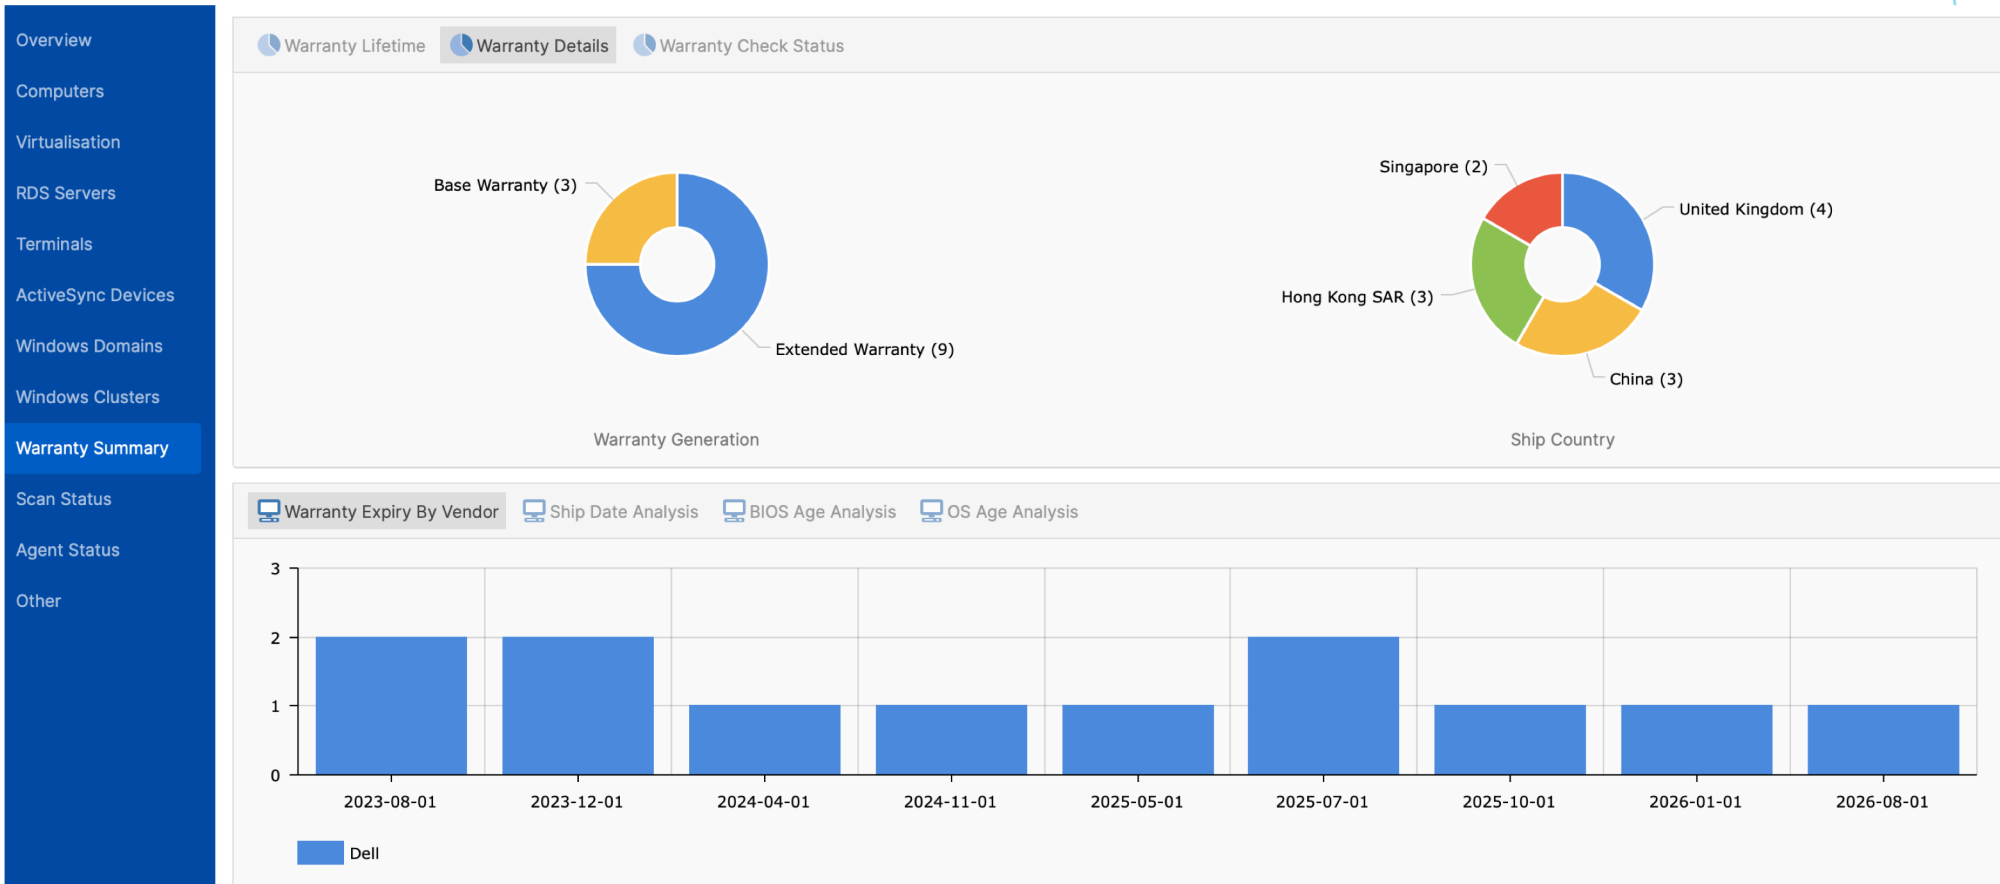 Overview
Computers
Virtualisation
RDS Servers
Terminals
ActiveSync Devices
Windows Domains
Windows Clusters
Warranty Summary
Scan Status
Agent Status
Other
Warranty Lifetime
Warranty Details
Warranty Check Status
Base Warranty (3)
Extended Warranty (9)
Warranty Generation
Singapore (2)
United Kingdom (4)
Hong Kong SAR (3)
China (3)
Ship Country
Warranty Expiry By Vendor
Ship Date Analysis
BIOS Age Analysis
OS Age Analysis
3
2
1
0
2023-08-01
2023-12-01
2024-04-01
2024-11-01
2025-05-01
2025-07-01
2025-10-01
2026-01-01
2026-08-01
Dell